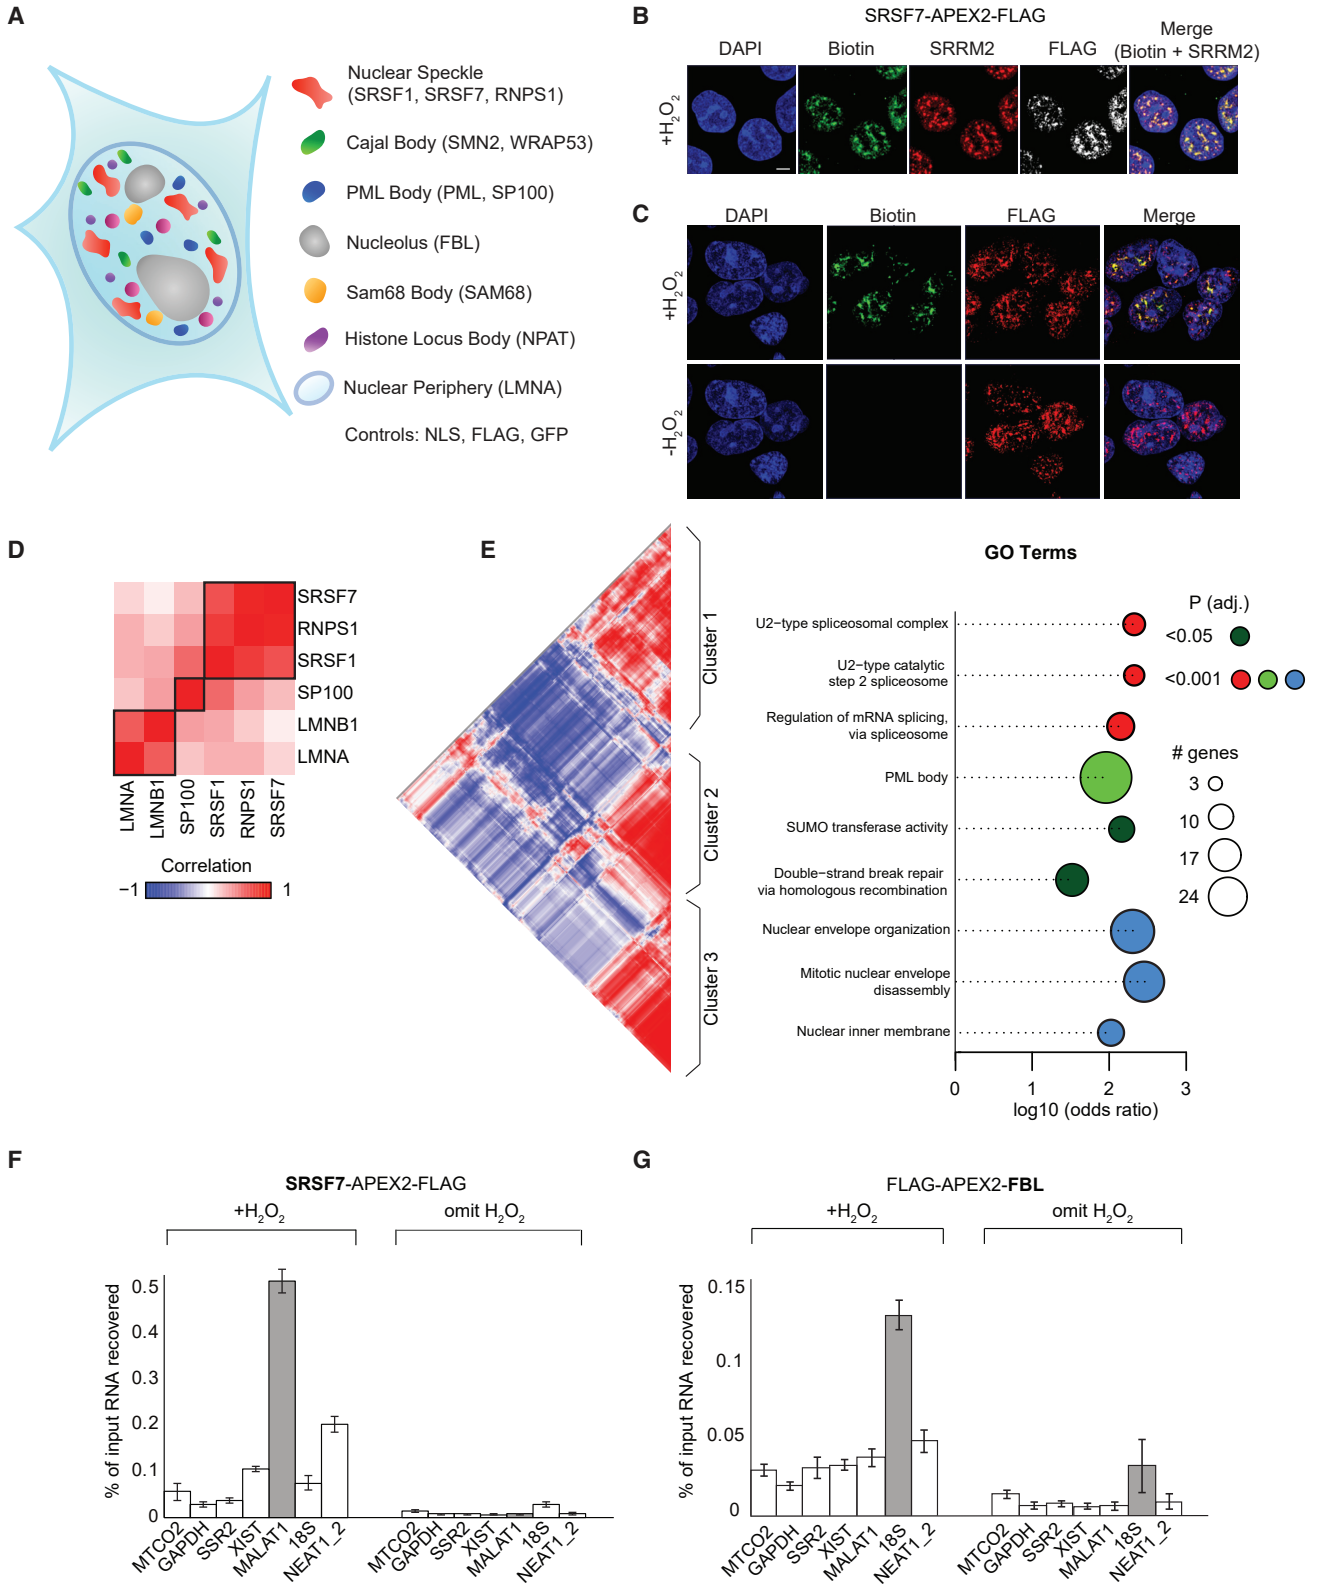 A
Nuclear Speckle
(SRSF1, SRSF7, RNPS1)
Cajal Body (SMN2, WRAP53)
PML Body (PML, SP100)
Nucleolus (FBL)
Sam68 Body (SAM68)
Histone Locus Body (NPAT)
Nuclear Periphery (LMNA)
Controls: NLS, FLAG, GFP
B
SRSF7-APEX2-FLAG
DAPI
Biotin
SRRM2
FLAG
Merge
(Biotin + SRRM2)
+H2O2
C
DAPI
Biotin
FLAG
Merge
+H2O2
-H2O2
D
SRSF7
RNPS1
SRSF1
SP100
LMNB1
LMNA
LMNA
LMNB1
SP100
SRSF1
RNPS1
SRSF7
Correlation
−1
1
E
Cluster 1
Cluster 2
Cluster 3
GO Terms
U2−type spliceosomal complex
U2−type catalytic
step 2 spliceosome
Regulation of mRNA splicing,
via spliceosome
PML body
SUMO transferase activity
Double−strand break repair
via homologous recombination
Nuclear envelope organization
Mitotic nuclear envelope
disassembly
Nuclear inner membrane
0
1
2
3
log10 (odds ratio)
P (adj.)
<0.05
<0.001
# genes
3
10
17
24
F
SRSF7-APEX2-FLAG
+H2O2
omit H2O2
% of input RNA recovered
0.5
0.4
0.3
0.2
0.1
0
MTCO2
GAPDH
SSR2
XIST
MALAT1
18S
NEAT1_2
MTCO2
GAPDH
SSR2
XIST
MALAT1
18S
NEAT1_2
G
FLAG-APEX2-FBL
+H2O2
omit H2O2
% of input RNA recovered
0.15
0.1
0.05
0
MTCO2
GAPDH
SSR2
XIST
MALAT1
18S
NEAT1_2
MTCO2
GAPDH
SSR2
XIST
MALAT1
18S
NEAT1_2